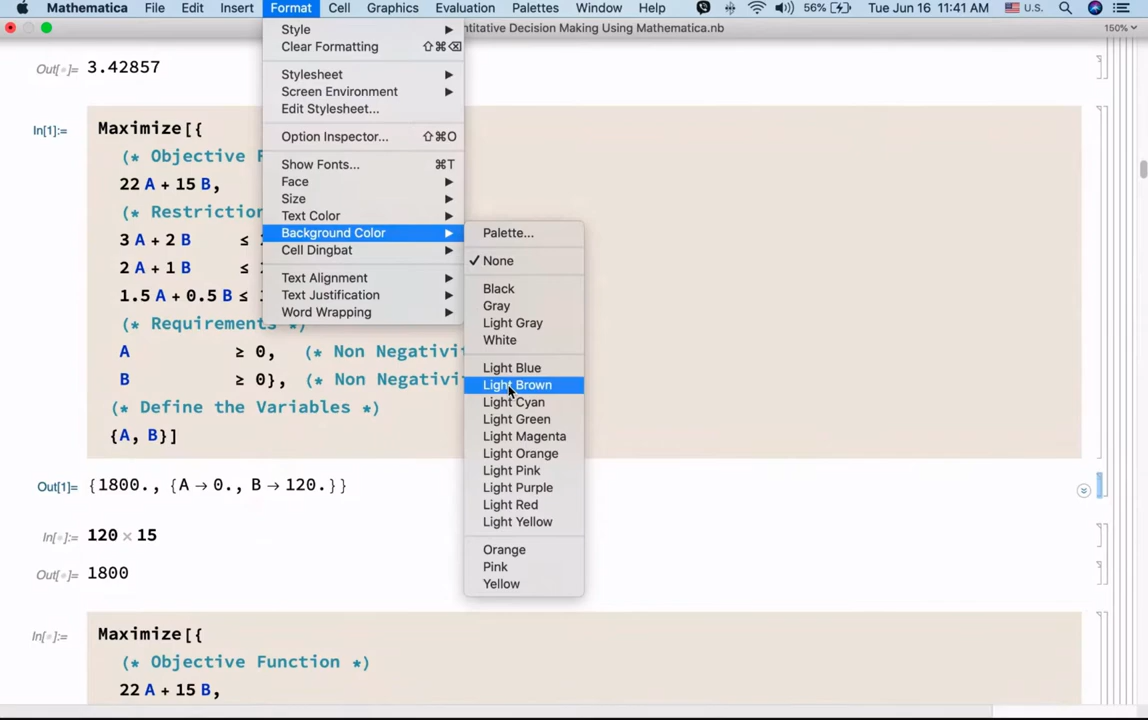 Mathematica File Edit Insert Format Cell Graphics Evaluation Palettes Window Help 56% Tue Jun 16 11:41 AM U.S.
ntitative Decision Making Using Mathematica.nb 150%
Style
Clear Formatting ⇧⌘⌫
Stylesheet
Screen Environment
Edit Stylesheet...
Option Inspector... ⇧⌘O
Show Fonts... ⌘T
Face
Size
Text Color
Background Color
Cell Dingbat
Text Alignment
Text Justification
Word Wrapping
Palette...
✓ None
Black
Gray
Light Gray
White
Light Blue
Light Brown
Light Cyan
Light Green
Light Magenta
Light Orange
Light Pink
Light Purple
Light Red
Light Yellow
Orange
Pink
Yellow
Out[•]= 3.42857
In[1]:= Maximize[{
(* Objective F
22 A + 15 B,
(* Restriction
3 A + 2 B ≤
2 A + 1 B ≤
1.5 A + 0.5 B ≤
(* Requirements *)
A ≥ 0, (* Non Negativi
B ≥ 0}, (* Non Negativi
(* Define the Variables *)
{A, B}]
Out[1]= {1800., {A → 0., B → 120.}}
In[•]:= 120 × 15
Out[•]= 1800
In[•]:= Maximize[{
(* Objective Function *)
22 A + 15 B,